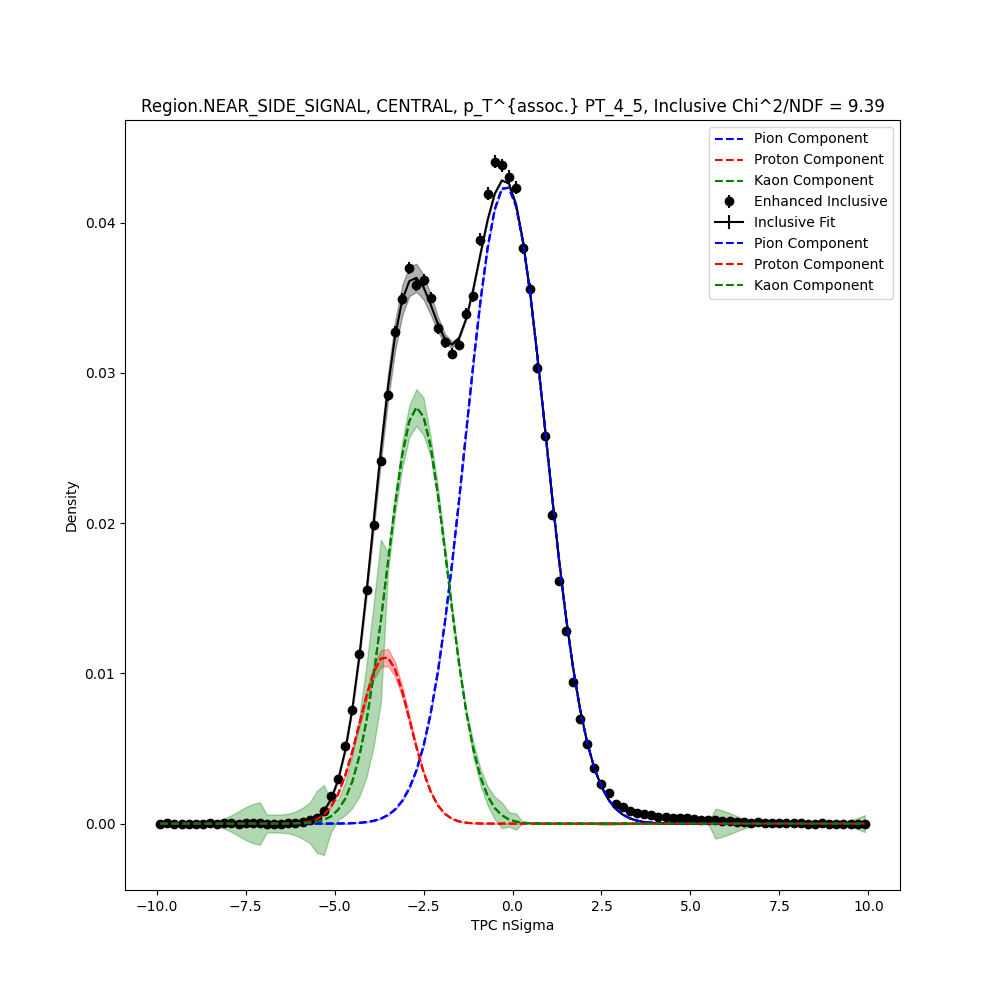 Region.NEAR_SIDE_SIGNAL, CENTRAL, p_T^{assoc.} PT_4_5, Inclusive Chi^2/NDF = 9.39
Pion Component
Proton Component
Kaon Component
Enhanced Inclusive
Inclusive Fit
Pion Component
Proton Component
Kaon Component
0.04
0.03
0.02
0.01
0.00
Density
−10.0 −7.5 −5.0 −2.5 0.0 2.5 5.0 7.5 10.0
TPC nSigma